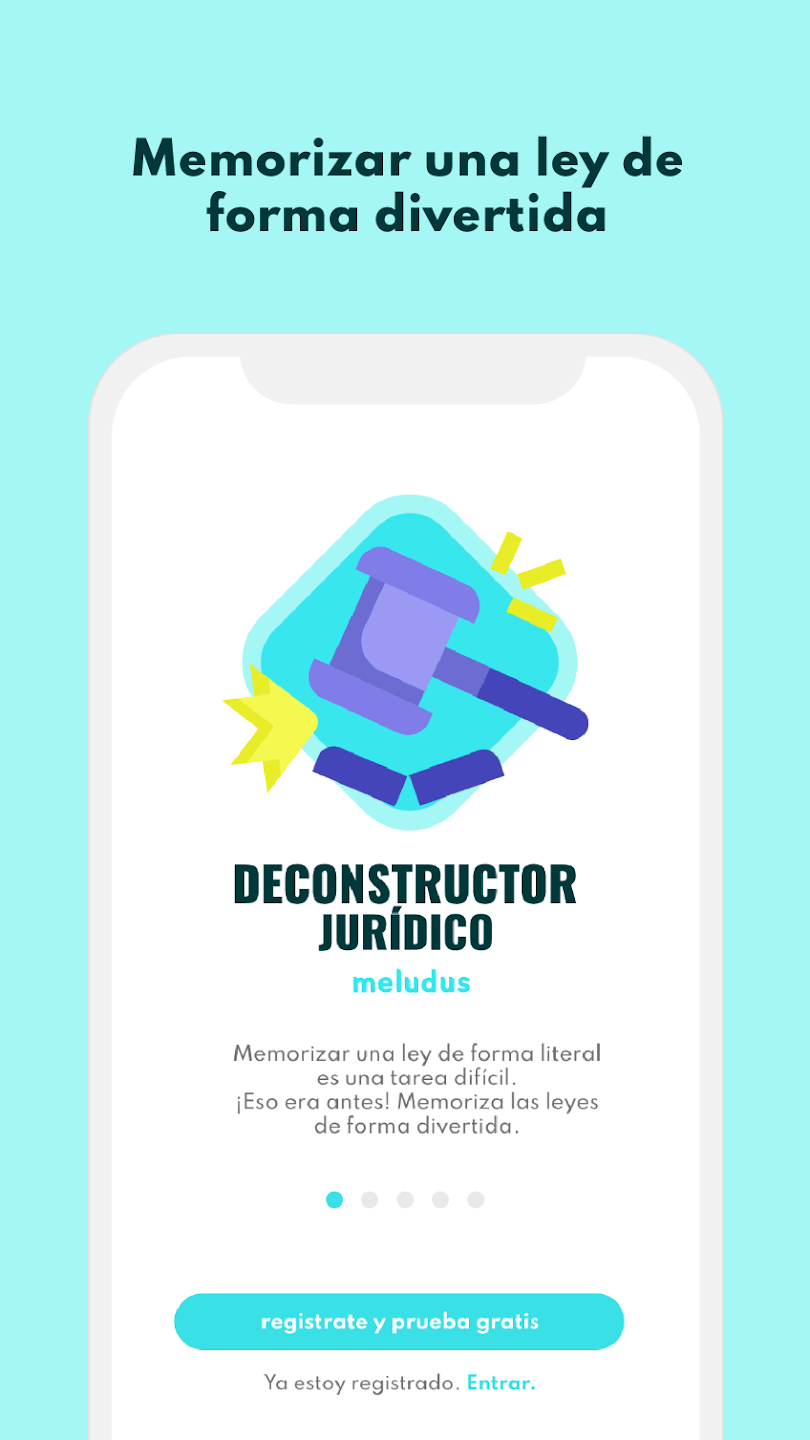 Memorizar una ley de
forma divertida
DECONSTRUCTOR
JURÍDICO
meludus
Memorizar una ley de forma literal
es una tarea difícil.
¡Eso era antes! Memoriza las leyes
de forma divertida.
registrate y prueba gratis
Ya estoy registrado. Entrar.